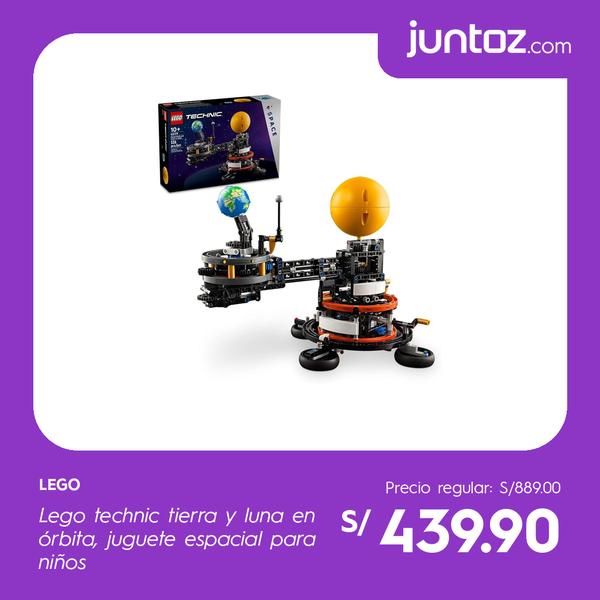 juntoz.com
LEGO TECHNIC
10+
SPACE
LEGO
Precio regular: S/889.00
Lego technic tierra y luna en
órbita, juguete espacial para
niños
S/ 439.90